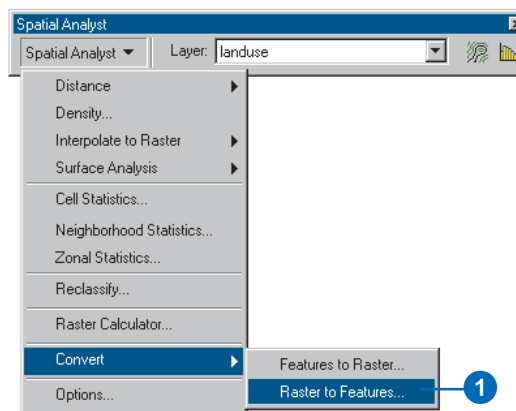 Spatial Analyst
Spatial Analyst Layer: landuse
Distance
Density...
Interpolate to Raster
Surface Analysis
Cell Statistics...
Neighborhood Statistics...
Zonal Statistics...
Reclassify...
Raster Calculator...
Convert
Features to Raster...
Raster to Features... 1
Options...